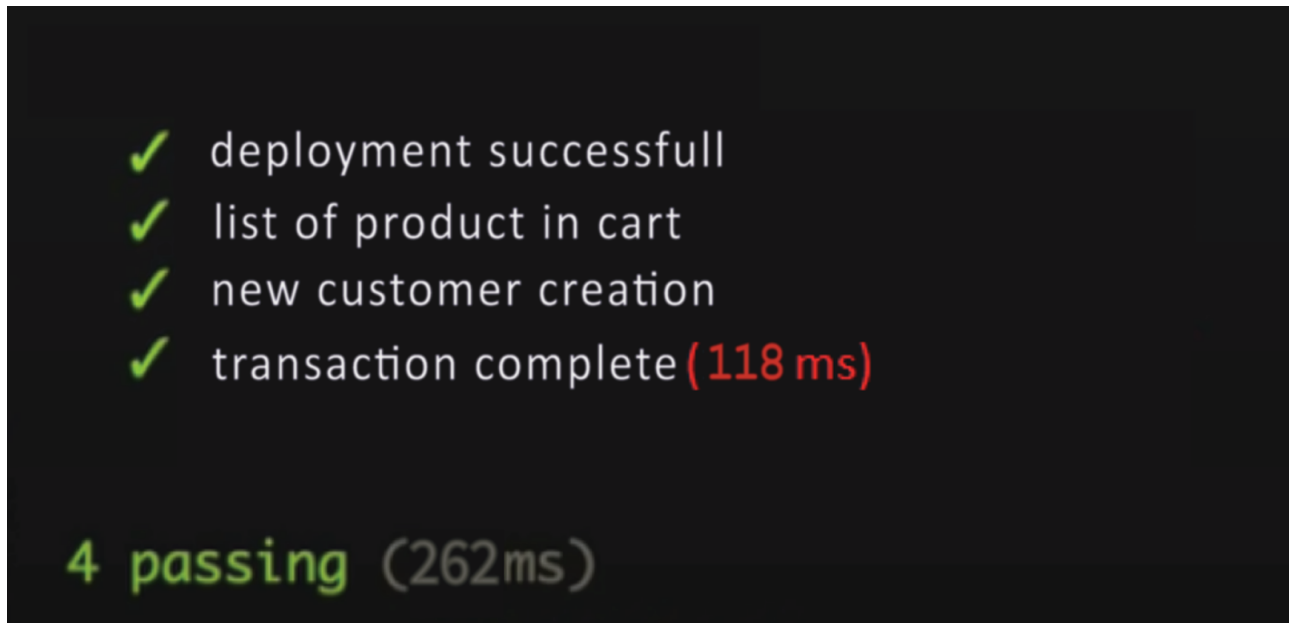 ✓ deployment successfull
✓ list of product in cart
✓ new customer creation
✓ transaction complete (118 ms)
4 passing (262ms)